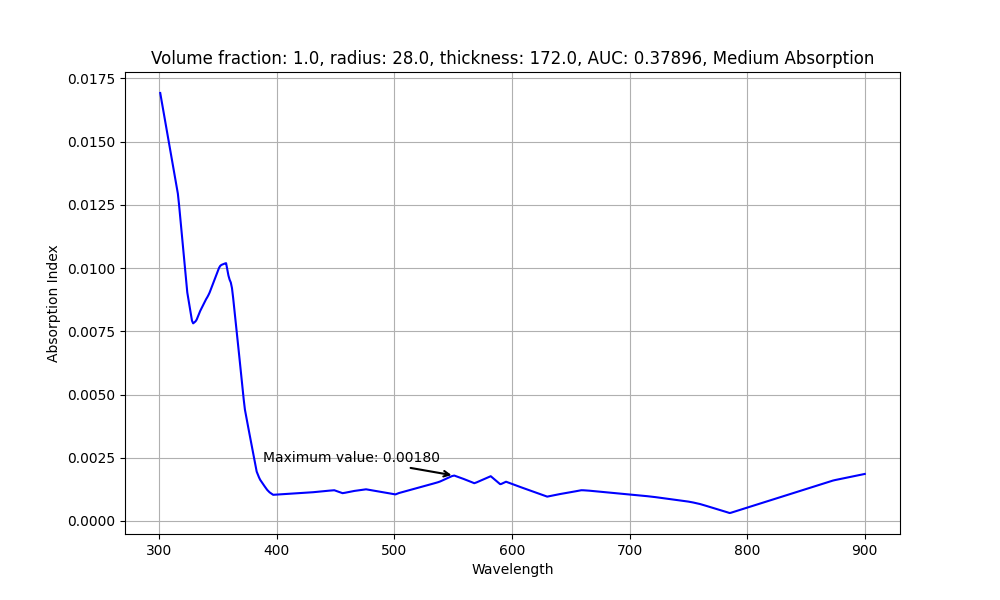 Volume fraction: 1.0, radius: 28.0, thickness: 172.0, AUC: 0.37896, Medium Absorption
0.0175
0.0150
0.0125
0.0100
0.0075
0.0050
0.0025
0.0000
Absorption Index
Maximum value: 0.00180
300 400 500 600 700 800 900
Wavelength